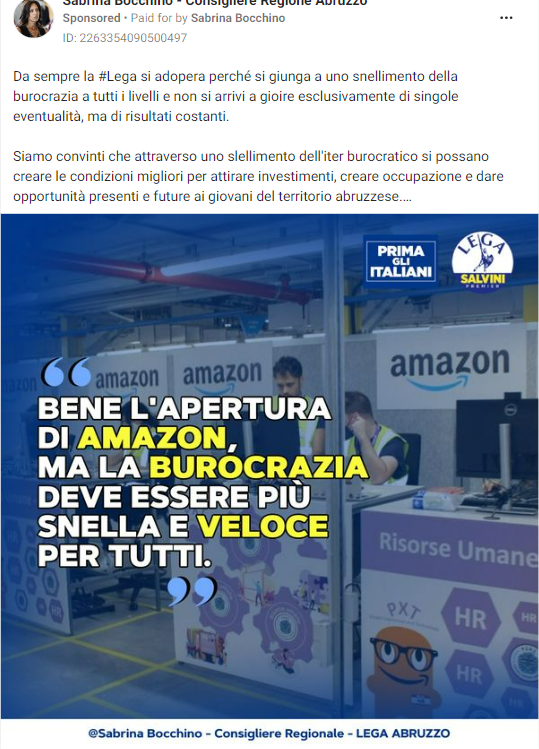 Sabrina Bocchino - Consigliere Regione Abruzzo
Sponsored • Paid for by Sabrina Bocchino
ID: 2263354090500497
Da sempre la #Lega si adopera perché si giunga a uno snellimento della
burocrazia a tutti i livelli e non si arrivi a gioire esclusivamente di singole
eventualità, ma di risultati costanti.
Siamo convinti che attraverso uno slellimento dell'iter burocratico si possano
creare le condizioni migliori per attirare investimenti, creare occupazione e dare
opportunità presenti e future ai giovani del territorio abruzzese....
PRIMA
GLI
ITALIANI
LEGA
SALVINI
PREMIER
amazon
amazon
amazon
amazon
“
BENE L'APERTURA
DI AMAZON,
MA LA BUROCRAZIA
DEVE ESSERE PIÙ
SNELLA E VELOCE
PER TUTTI.
”
DELL
Risorse Umane
PXT
HR
HR
HR
@Sabrina Bocchino - Consigliere Regionale - LEGA ABRUZZO